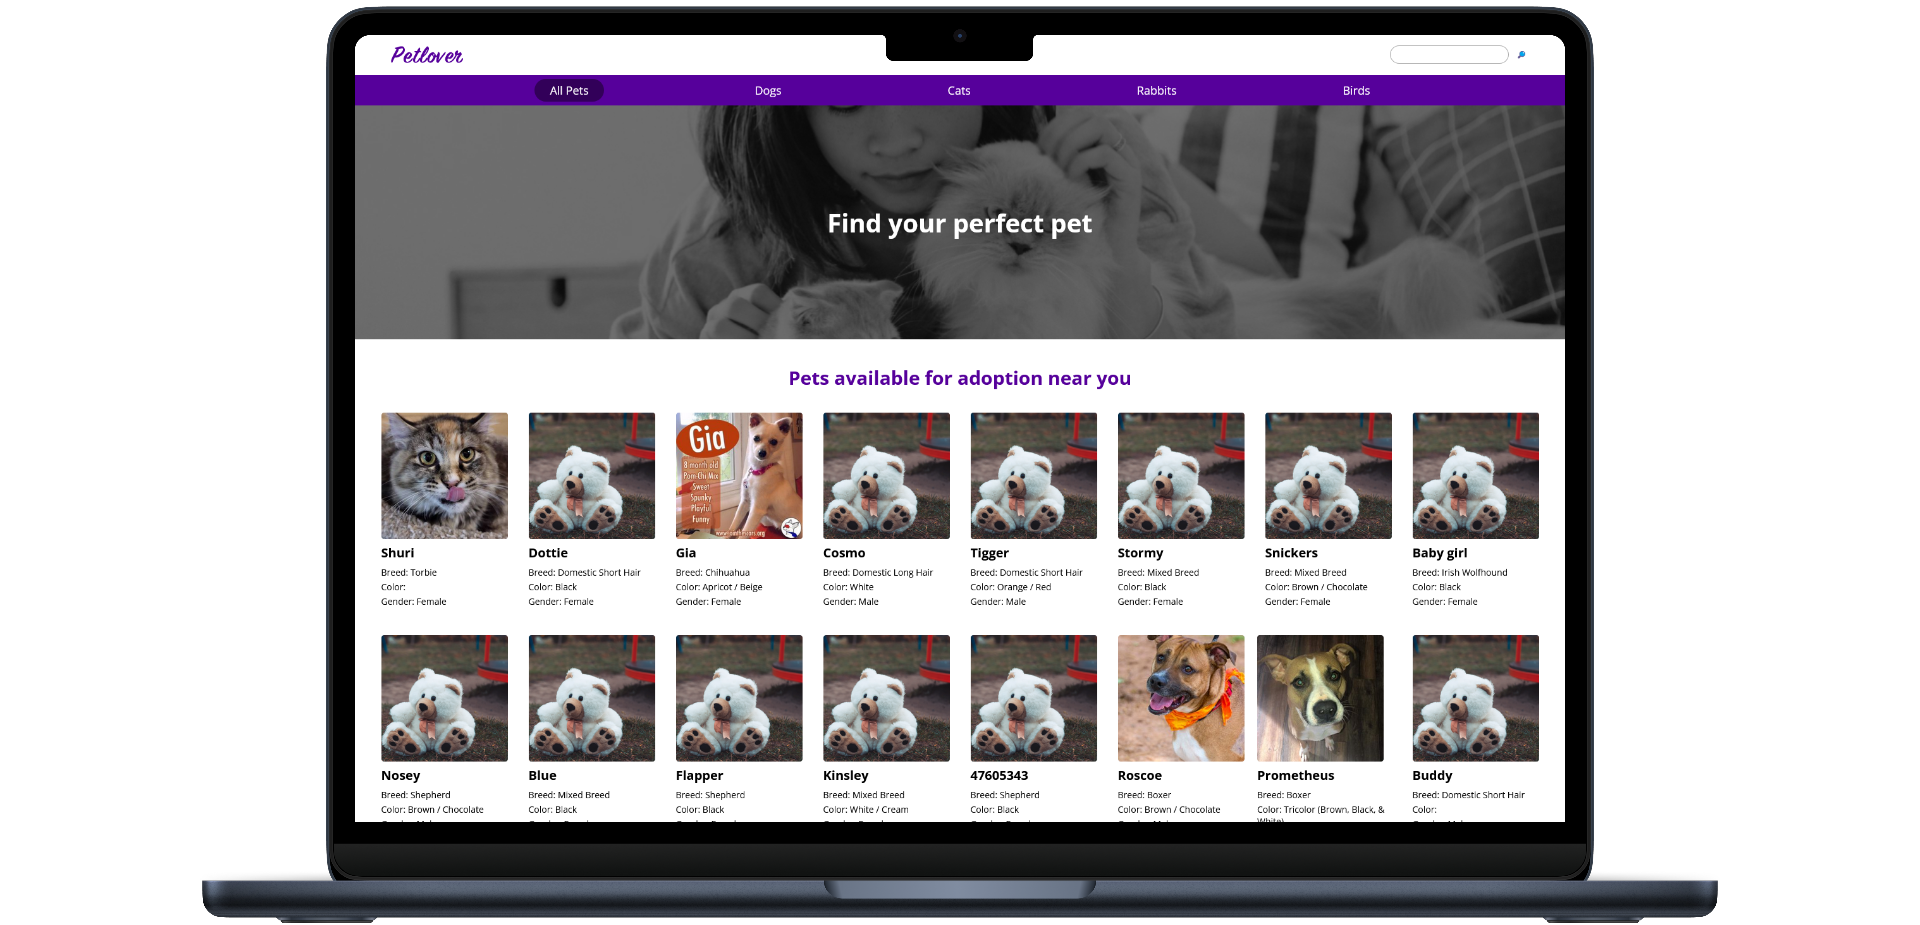 Petlover
All Pets Dogs Cats Rabbits Birds
Find your perfect pet
Pets available for adoption near you
Gia
8 month old
Pom Chi Mix
Sweet
Spunky
Playful
Funny
Shuri
Breed: Torbie
Color:
Gender: Female
Dottie
Breed: Domestic Short Hair
Color: Black
Gender: Female
Gia
Breed: Chihuahua
Color: Apricot / Beige
Gender: Female
Cosmo
Breed: Domestic Long Hair
Color: White
Gender: Male
Tigger
Breed: Domestic Short Hair
Color: Orange / Red
Gender: Male
Stormy
Breed: Mixed Breed
Color: Black
Gender: Female
Snickers
Breed: Mixed Breed
Color: Brown / Chocolate
Gender: Female
Baby girl
Breed: Irish Wolfhound
Color: Black
Gender: Female
Nosey
Breed: Shepherd
Color: Brown / Chocolate
Blue
Breed: Mixed Breed
Color: Black
Flapper
Breed: Shepherd
Color: Black
Kinsley
Breed: Mixed Breed
Color: White / Cream
47605343
Breed: Shepherd
Color: Black
Roscoe
Breed: Boxer
Color: Brown / Chocolate
Prometheus
Breed: Boxer
Color: Tricolor (Brown, Black, &
White)
Buddy
Breed: Domestic Short Hair
Color: